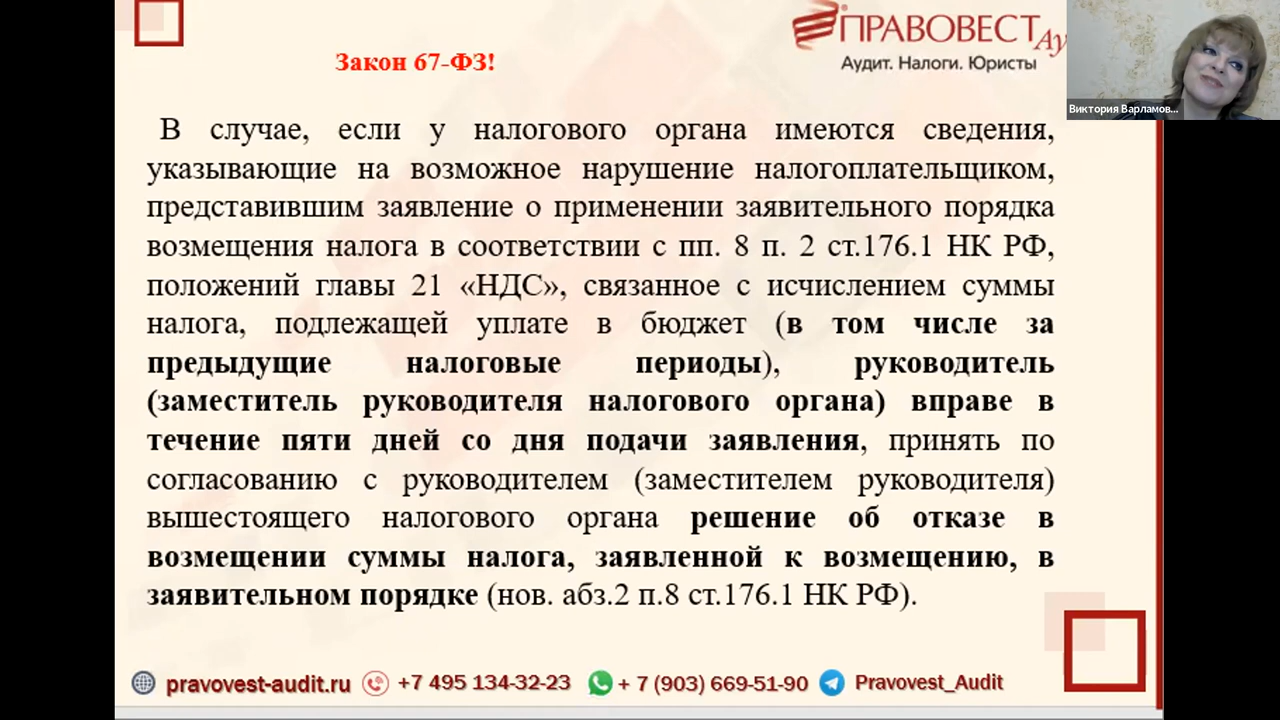 Закон 67-ФЗ!
ПРАВОВЕСТ Ау
Аудит. Налоги. Юристы
Виктория Варламов...
В случае, если у налогового органа имеются сведения,
указывающие на возможное нарушение налогоплательщиком,
представившим заявление о применении заявительного порядка
возмещения налога в соответствии с пп. 8 п. 2 ст.176.1 НК РФ,
положений главы 21 «НДС», связанное с исчислением суммы
налога, подлежащей уплате в бюджет (в том числе за
предыдущие налоговые периоды), руководитель
(заместитель руководителя налогового органа) вправе в
течение пяти дней со дня подачи заявления, принять по
согласованию с руководителем (заместителем руководителя)
вышестоящего налогового органа решение об отказе в
возмещении суммы налога, заявленной к возмещению, в
заявительном порядке (нов. абз.2 п.8 ст.176.1 НК РФ).
pravovest-audit.ru +7 495 134-32-23 + 7 (903) 669-51-90 Pravovest_Audit